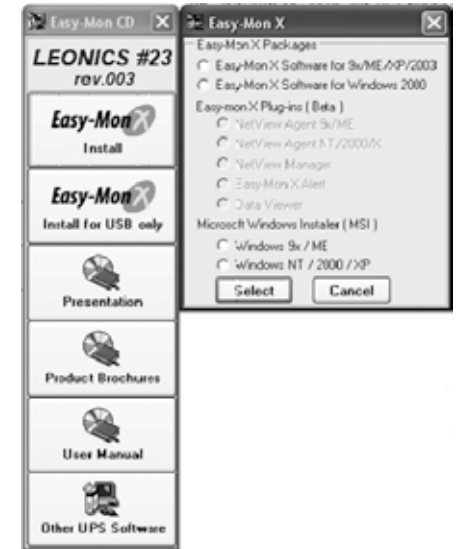 Easy-Mon CD
LEONICS #23
rev.003
Easy-Mon X
Install
Easy-Mon X
Install for USB only
Presentation
Product Brochures
User Manual
Other UPS Software
Easy-Mon X
Easy-Mon X Packages
Easy-Mon X Software for 9x/ME/XP/2003
Easy-Mon X Software for Windows 2000
Easy-mon X Plug-ins ( Beta )
NetView Agent 9x/ME
NetView Agent NT/2000/X
NetView Manager
Easy-Mon X Alert
Data Viewer
Microsoft Windows Instaler ( MSI )
Windows 9x / ME
Windows NT / 2000 / XP
Select Cancel